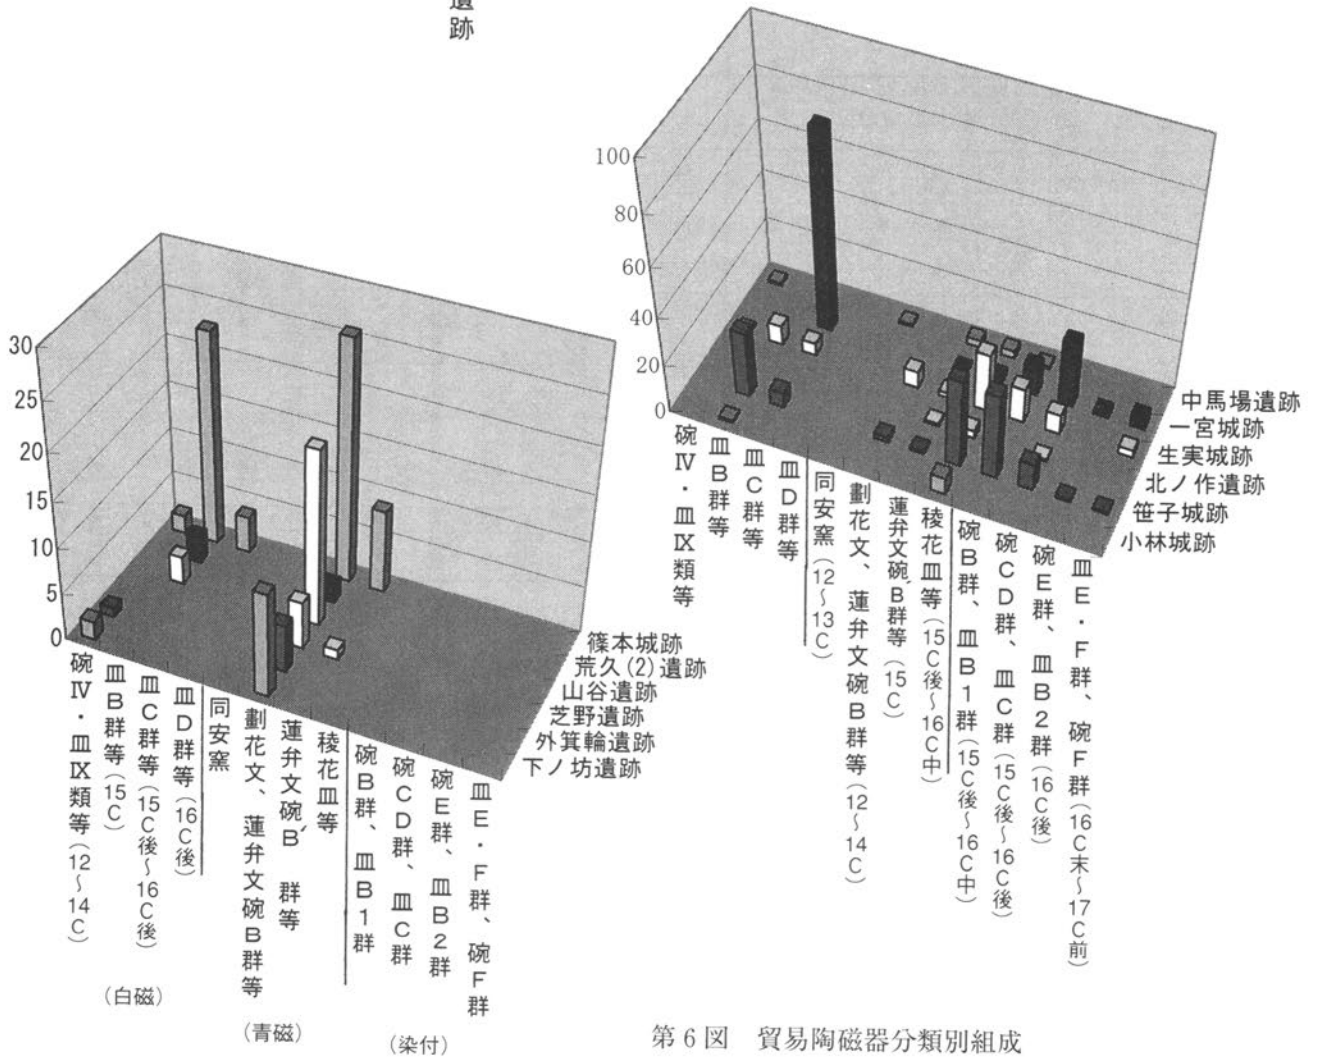 遺跡
30
25
20
15
10
5
0
篠本城跡
荒久(2)遺跡
山谷遺跡
芝野遺跡
外箕輪遺跡
下ノ坊遺跡
碗Ⅳ・皿Ⅸ類等(12～14C)
皿B群等(15C)
皿C群等(15C後～16C後)
皿D群等(16C後)
同安窯
劃花文、蓮弁文碗B群等
蓮弁文碗B´群等
稜花皿等
碗B群、皿B1群
碗CD群、皿C群
碗E群、皿B2群
皿E・F群、碗F群
(白磁)
(青磁)
(染付)
100
80
60
40
20
0
中馬場遺跡
一宮城跡
生実城跡
北ノ作遺跡
笹子城跡
小林城跡
碗Ⅳ・皿Ⅸ類等
皿B群等
皿C群等
皿D群等
同安窯(12～13C)
劃花文、蓮弁文碗B群等(12～14C)
蓮弁文碗B´群等(15C)
稜花皿等(15C後～16C中)
碗B群、皿B1群(15C後～16C中)
碗CD群、皿C群(15C後～16C後)
碗E群、皿B2群(16C後)
皿E・F群、碗F群(16C末～17C前)
第6図 貿易陶磁器分類別組成